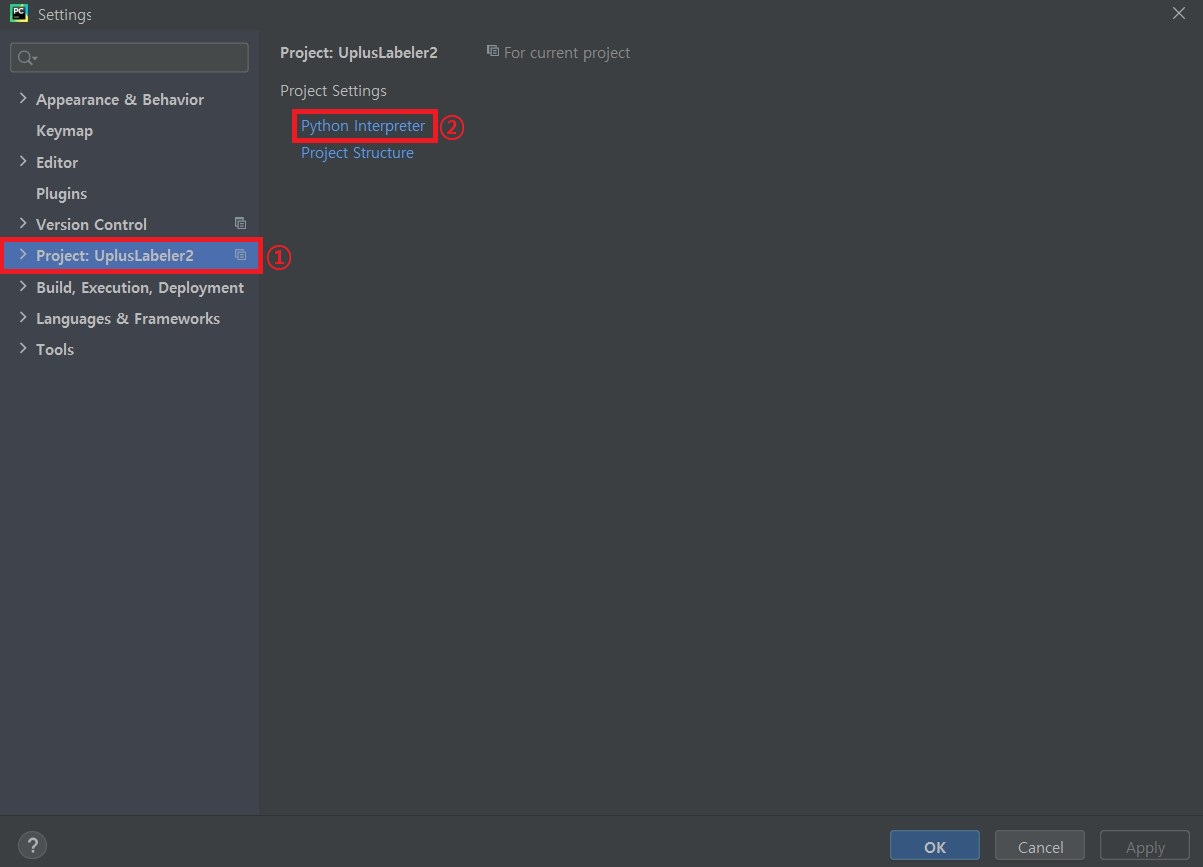 PC Settings
Appearance & Behavior
Keymap
Editor
Plugins
Version Control
Project: UplusLabeler2 ①
Build, Execution, Deployment
Languages & Frameworks
Tools
Project: UplusLabeler2 For current project
Project Settings
Python Interpreter ②
Project Structure
? OK Cancel Apply